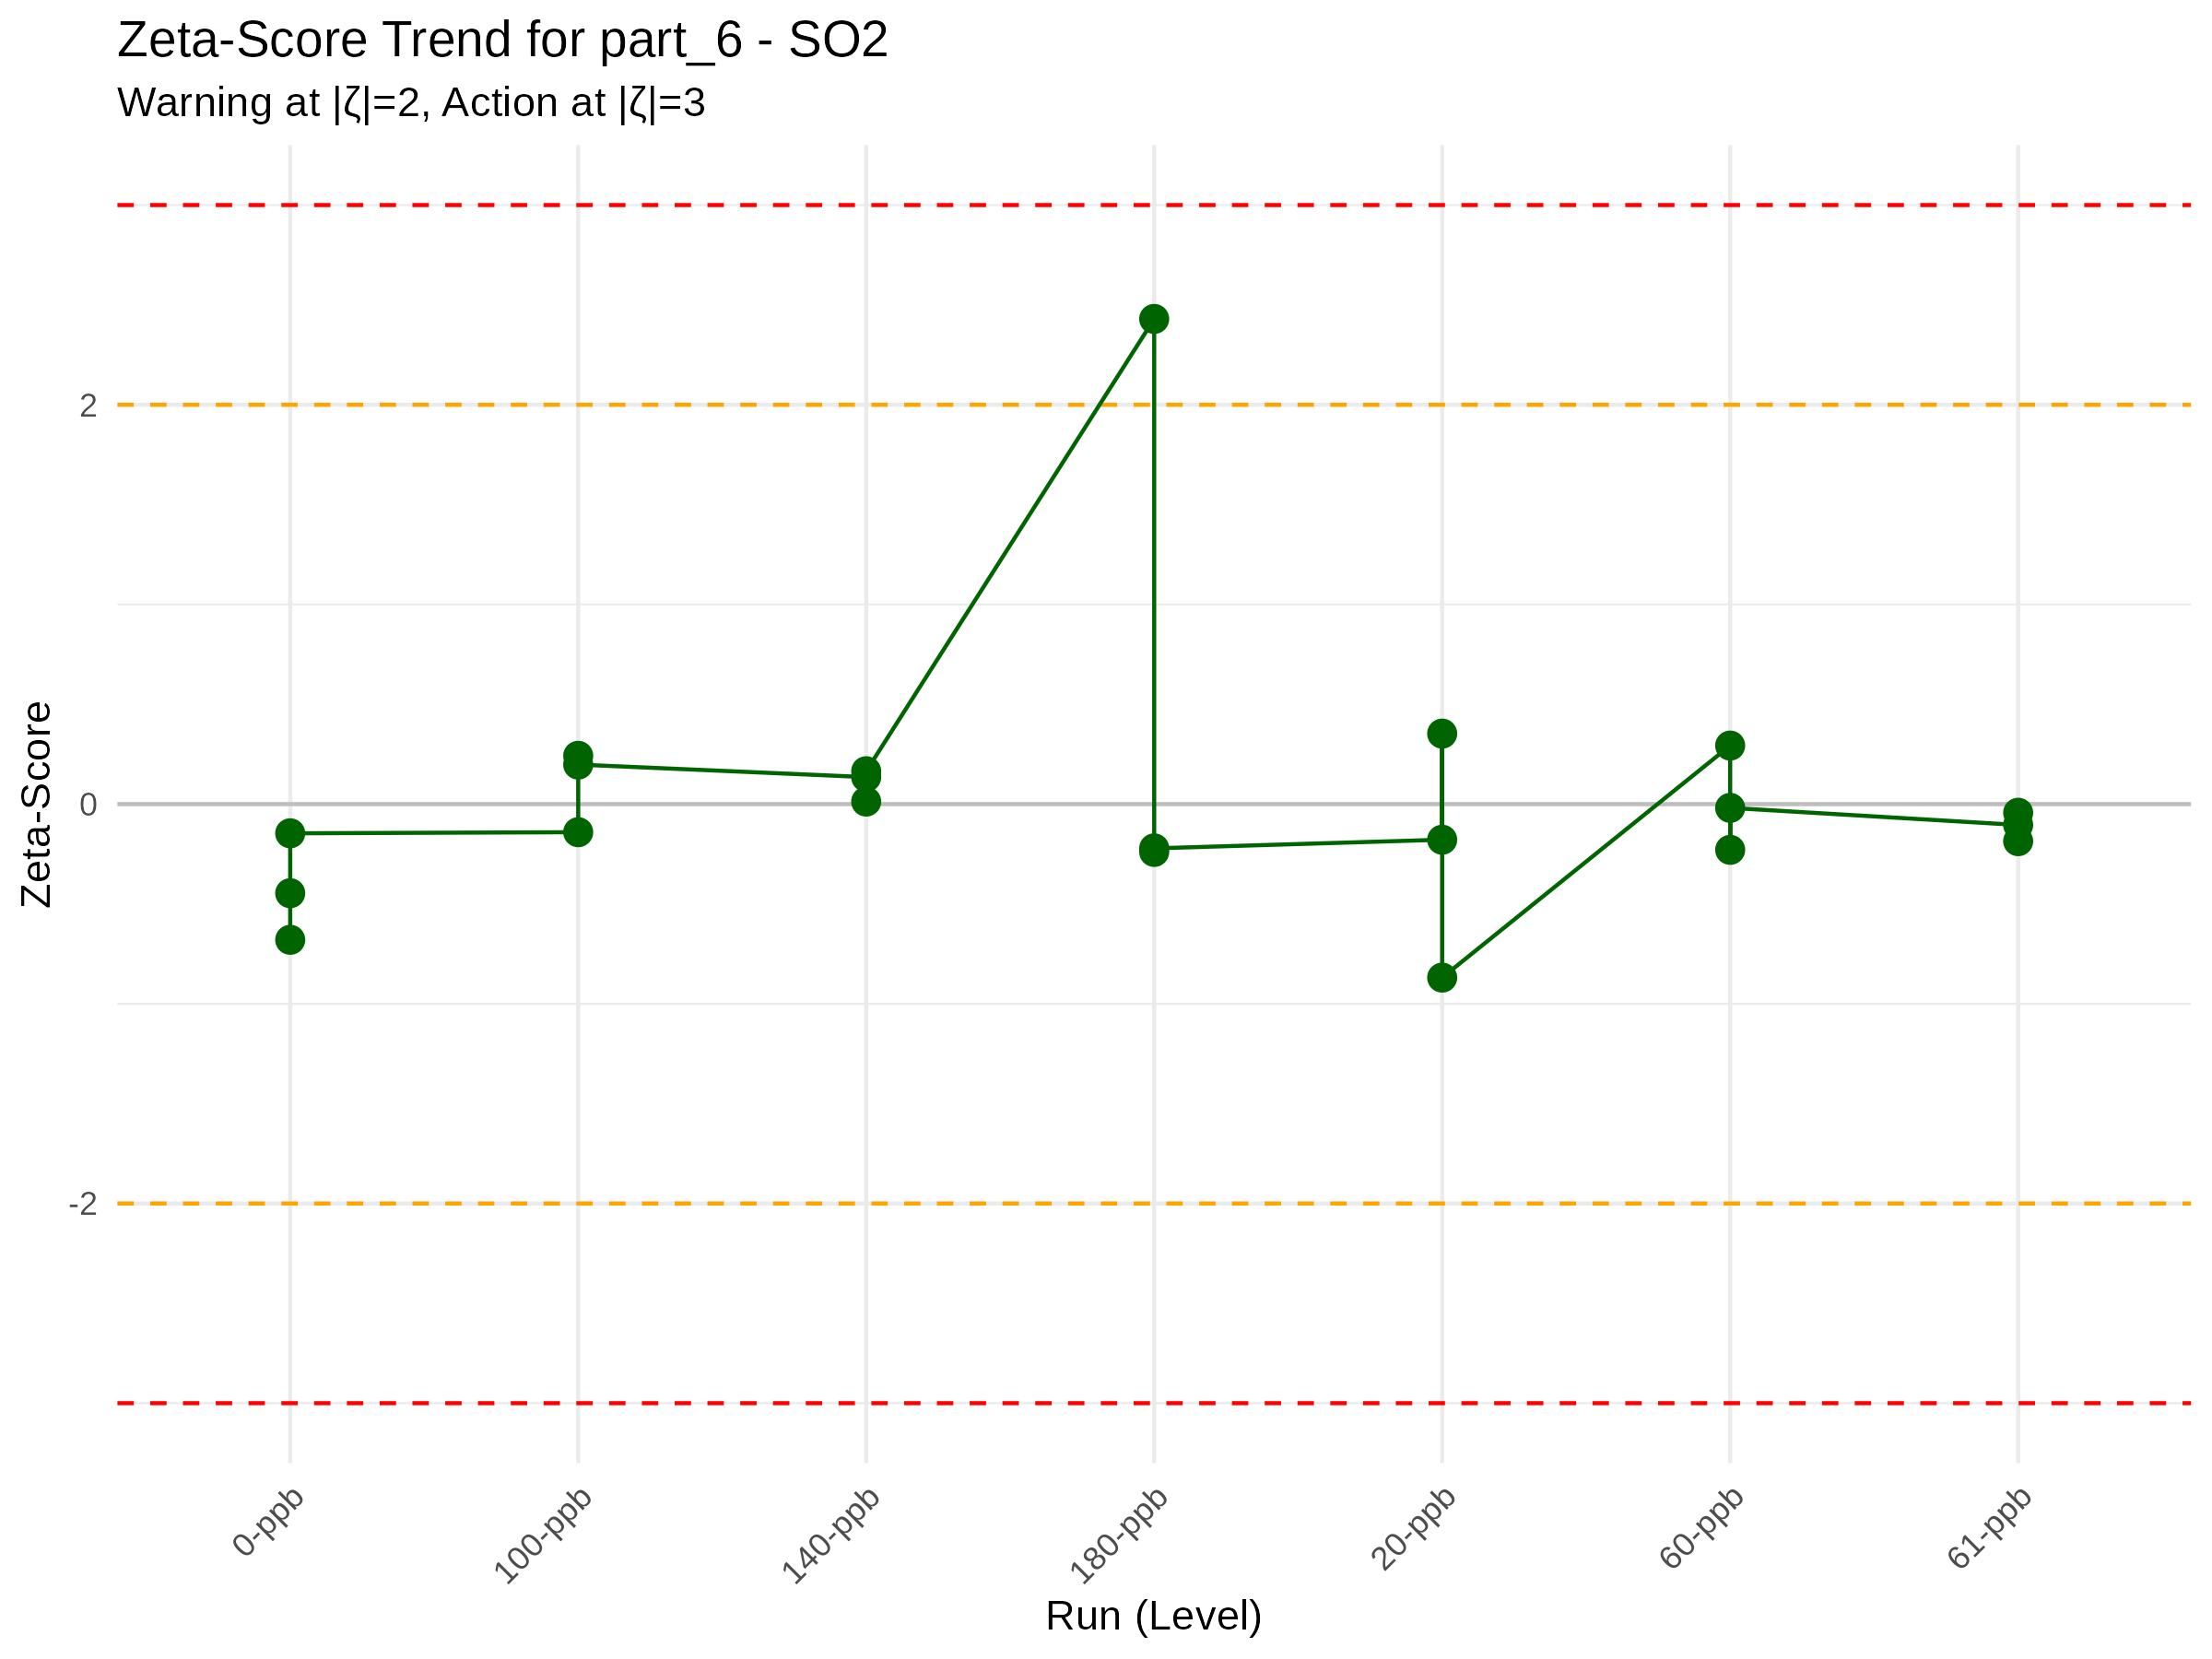 Zeta-Score Trend for part_6 - SO2
Warning at |ζ|=2, Action at |ζ|=3
Zeta-Score
2
0
-2
0-ppb
100-ppb
140-ppb
180-ppb
20-ppb
60-ppb
61-ppb
Run (Level)